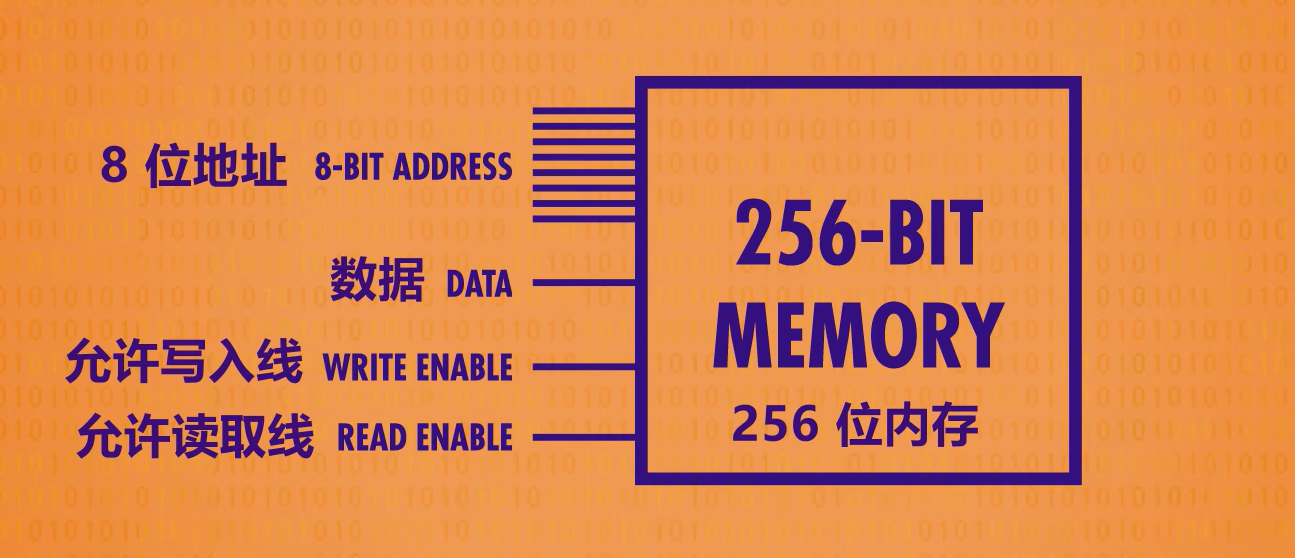 8 位地址 8-BIT ADDRESS
数据 DATA
允许写入线 WRITE ENABLE
允许读取线 READ ENABLE
256-BIT
MEMORY
256 位内存